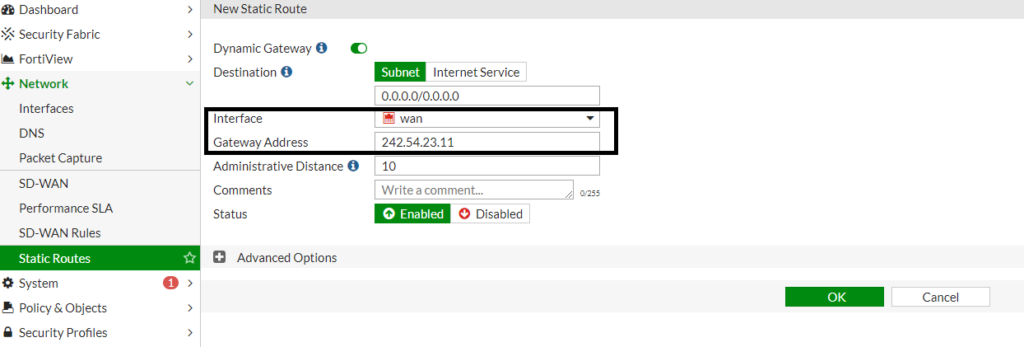 Dashboard
Security Fabric
FortiView
Network
Interfaces
DNS
Packet Capture
SD-WAN
Performance SLA
SD-WAN Rules
Static Routes
System 1
Policy & Objects
Security Profiles
New Static Route
Dynamic Gateway
Destination Subnet Internet Service
0.0.0.0/0.0.0.0
Interface wan
Gateway Address 242.54.23.11
Administrative Distance 10
Comments Write a comment... 0/255
Status Enabled Disabled
Advanced Options
OK Cancel